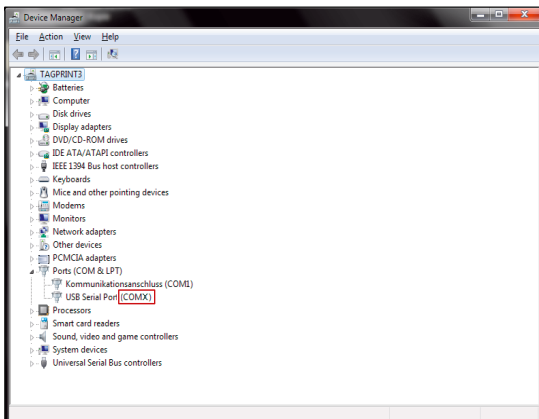 Device Manager
File Action View Help
TAGPRINT3
Batteries
Computer
Disk drives
Display adapters
DVD/CD-ROM drives
IDE ATA/ATAPI controllers
IEEE 1394 Bus host controllers
Keyboards
Mice and other pointing devices
Modems
Monitors
Network adapters
Other devices
PCMCIA adapters
Ports (COM & LPT)
Kommunikationsanschluss (COM1)
USB Serial Port (COMX)
Processors
Smart card readers
Sound, video and game controllers
System devices
Universal Serial Bus controllers